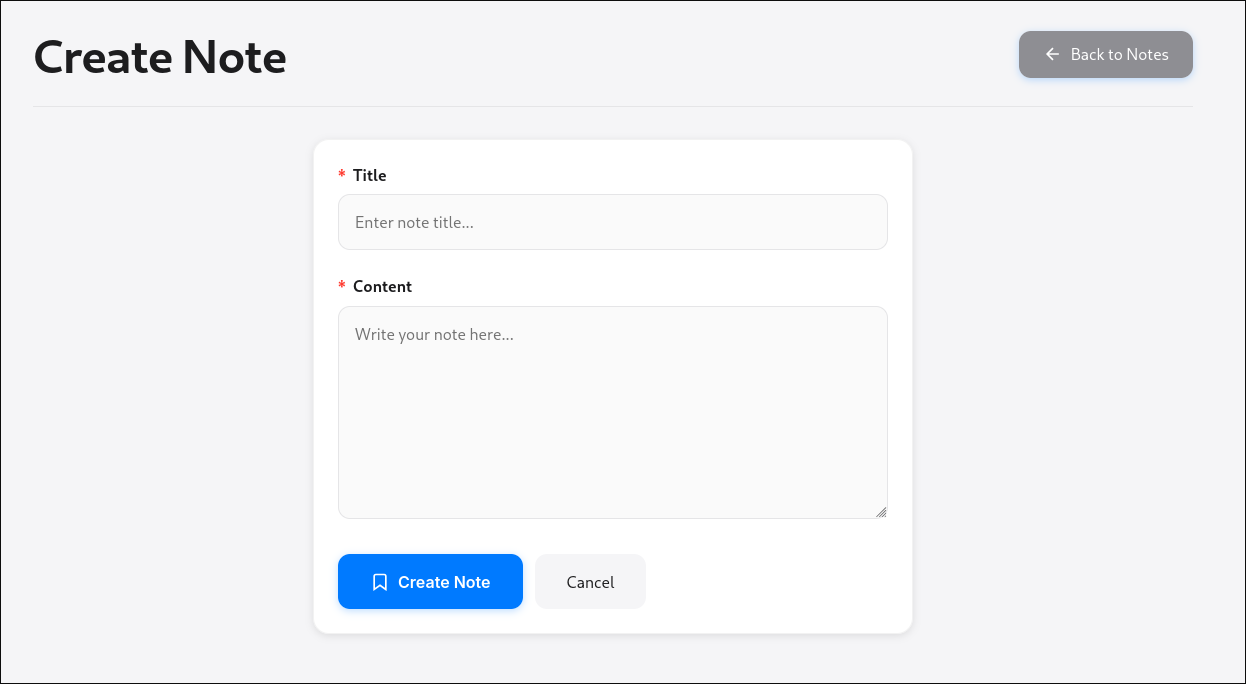 Create Note
Back to Notes
* Title
Enter note title...
* Content
Write your note here...
Create Note
Cancel